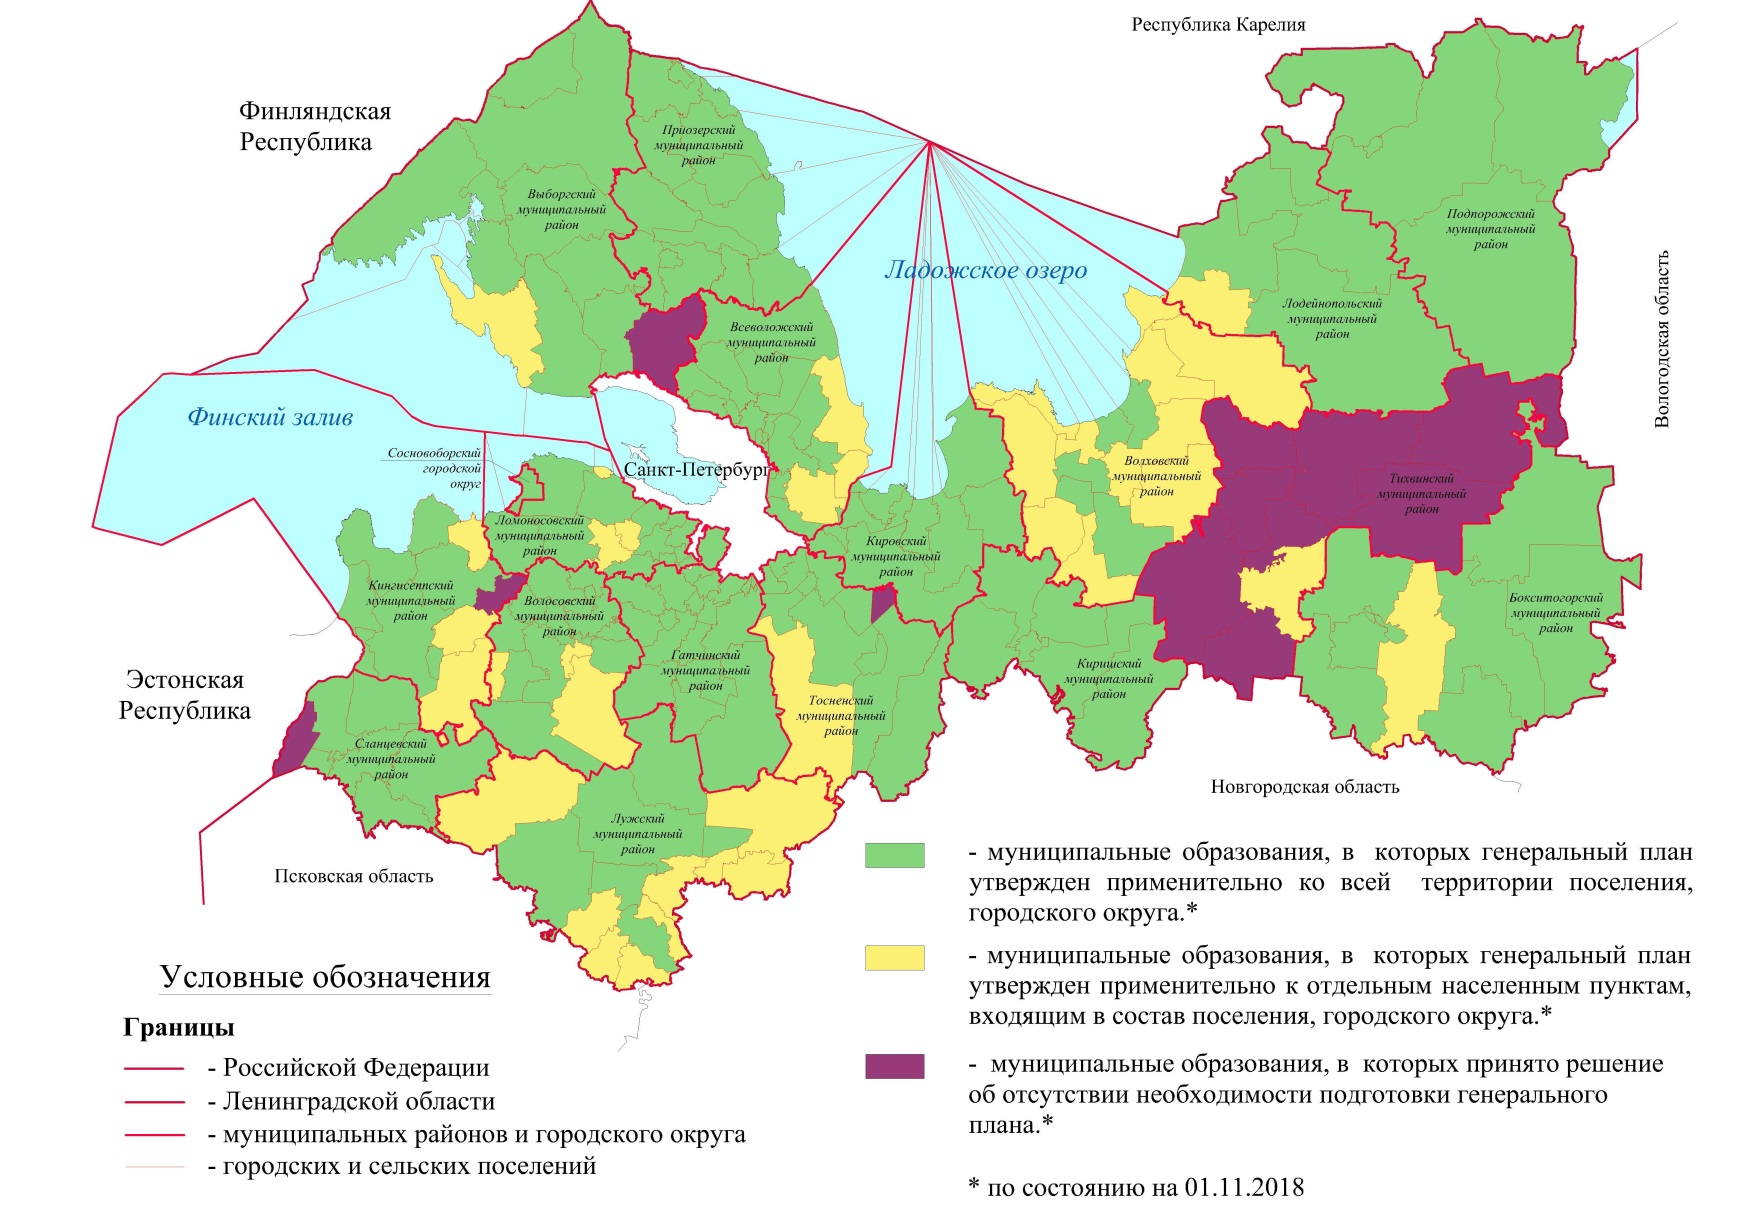 Республика Карелия
Финляндская
Республика
Приозерский
муниципальный
район
Выборгский
муниципальный
район
Подпорожский
муниципальный
район
Ладожское озеро
Вологодская область
Лодейнопольский
муниципальный
район
Всеволожский
муниципальный
район
Финский залив
Сосновоборский
городской
округ
Санкт-Петербург
Волховский
муниципальный
район
Тихвинский
муниципальный
район
Ломоносовский
муниципальный
район
Кировский
муниципальный
район
Кингисеппский
муниципальный
район
Волосовский
муниципальный
район
Бокситогорский
муниципальный
район
Гатчинский
муниципальный
район
Киришский
муниципальный
район
Эстонская
Республика
Тосненский
муниципальный
район
Сланцевский
муниципальный
район
Новгородская область
Лужский
муниципальный
район
Псковская область
Условные обозначения
Границы
- Российской Федерации
- Ленинградской области
- муниципальных районов и городского округа
- городских и сельских поселений
- муниципальные образования, в которых генеральный план
утвержден применительно ко всей территории поселения,
городского округа.*
- муниципальные образования, в которых генеральный план
утвержден применительно к отдельным населенным пунктам,
входящим в состав поселения, городского округа.*
- муниципальные образования, в которых принято решение
об отсутствии необходимости подготовки генерального
плана.*
* по состоянию на 01.11.2018